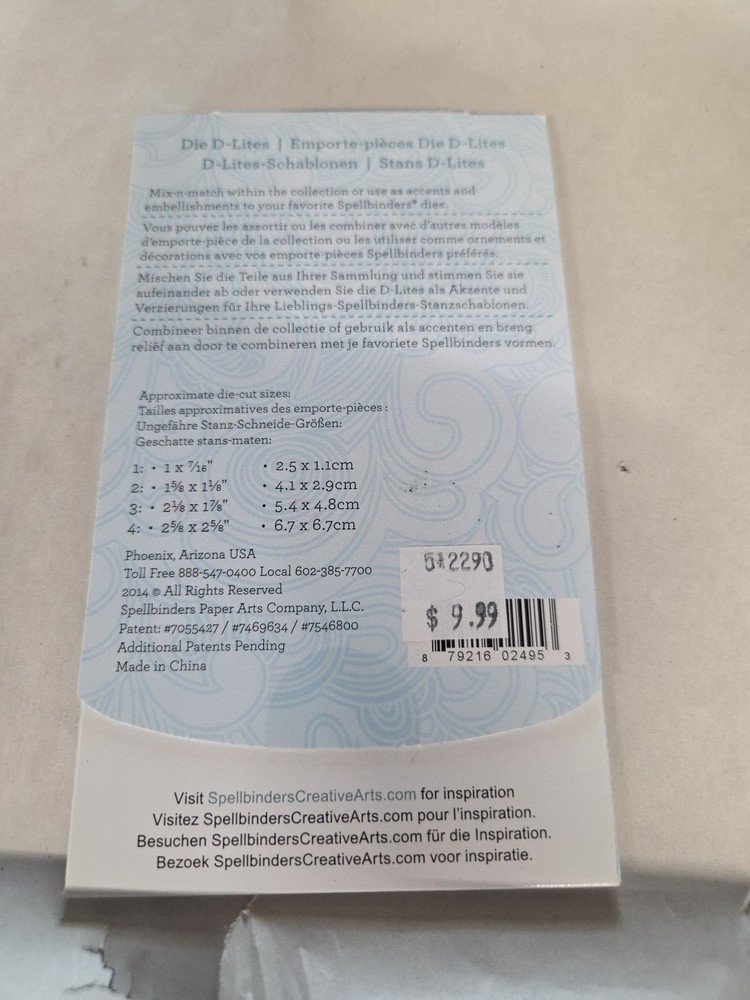 Die D-Lites | Emporte-pièces Die D-Lites
D-Lites-Schablonen | Stans D-Lites
Mix-n-match within the collection or use as accents and
embellishments to your favorite Spellbinders® dies.
Vous pouvez les assortir ou les combiner avec d'autres modèles
d'emporte-pièce de la collection ou les utiliser comme ornements et
décorations avec vos emporte-pièces Spellbinders préférés.
Mischen Sie die Teile aus Ihrer Sammlung und stimmen Sie sie
aufeinander ab oder verwenden Sie die D-Lites als Akzente und
Verzierungen für Ihre Lieblings-Spellbinders-Stanzschablonen.
Combineer binnen de collectie of gebruik als accenten en breng
reliëf aan door te combineren met je favoriete Spellbinders vormen.
Approximate die-cut sizes:
Tailles approximatives des emporte-pièces :
Ungefähre Stanz-Schneide-Größen:
Geschatte stans-maten:
1: • 1 x 7/16" • 2.5 x 1.1cm
2: • 1⅝ x 1⅛" • 4.1 x 2.9cm
3: • 2⅛ x 1⅞" • 5.4 x 4.8cm
4: • 2⅝ x 2⅝" • 6.7 x 6.7cm
Phoenix, Arizona USA
Toll Free 888-547-0400 Local 602-385-7700
2014 © All Rights Reserved
Spellbinders Paper Arts Company, L.L.C.
Patent: #7055427 / #7469634 / #7546800
Additional Patents Pending
Made in China
542290
$ 9.99
8 79216 02495 3
Visit SpellbindersCreativeArts.com for inspiration
Visitez SpellbindersCreativeArts.com pour l'inspiration.
Besuchen SpellbindersCreativeArts.com für die Inspiration.
Bezoek SpellbindersCreativeArts.com voor inspiratie.